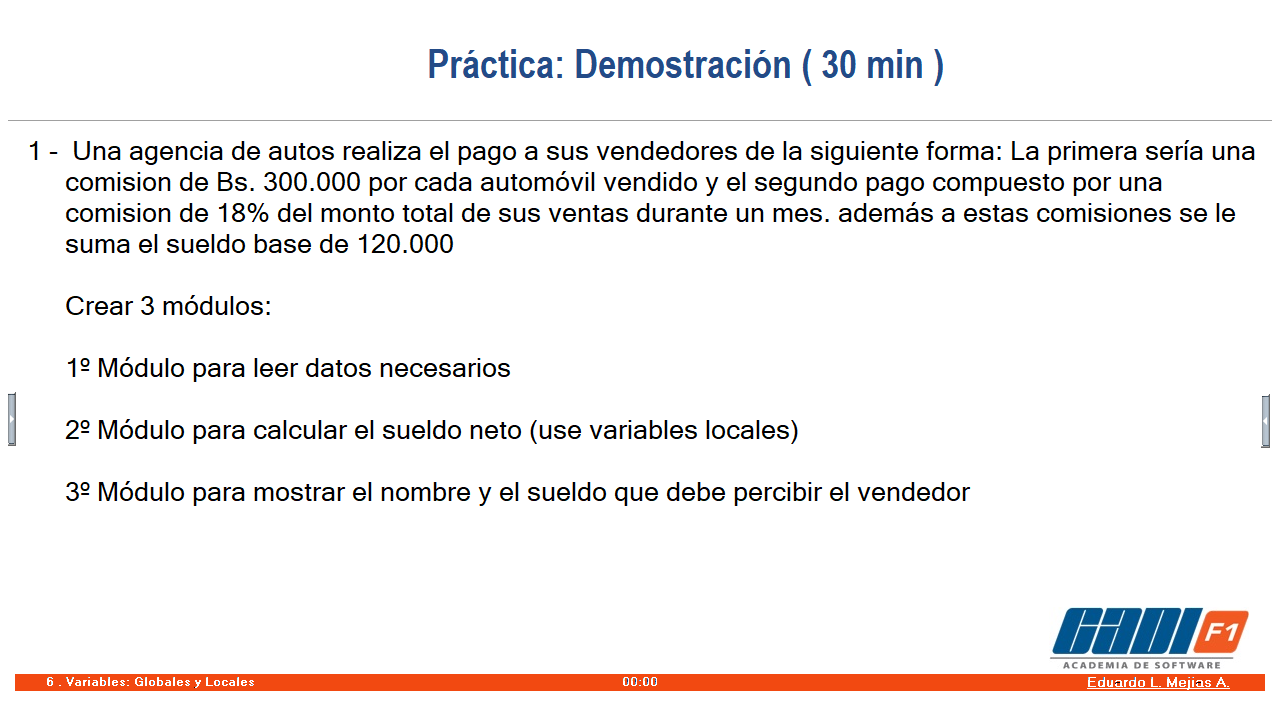 Práctica: Demostración ( 30 min )
1 - Una agencia de autos realiza el pago a sus vendedores de la siguiente forma: La primera sería una
comision de Bs. 300.000 por cada automóvil vendido y el segundo pago compuesto por una
comision de 18% del monto total de sus ventas durante un mes. además a estas comisiones se le
suma el sueldo base de 120.000
Crear 3 módulos:
1º Módulo para leer datos necesarios
2º Módulo para calcular el sueldo neto (use variables locales)
3º Módulo para mostrar el nombre y el sueldo que debe percibir el vendedor
CADI F1
ACADEMIA DE SOFTWARE
6 . Variables: Globales y Locales 00:00 Eduardo L. Mejias A.